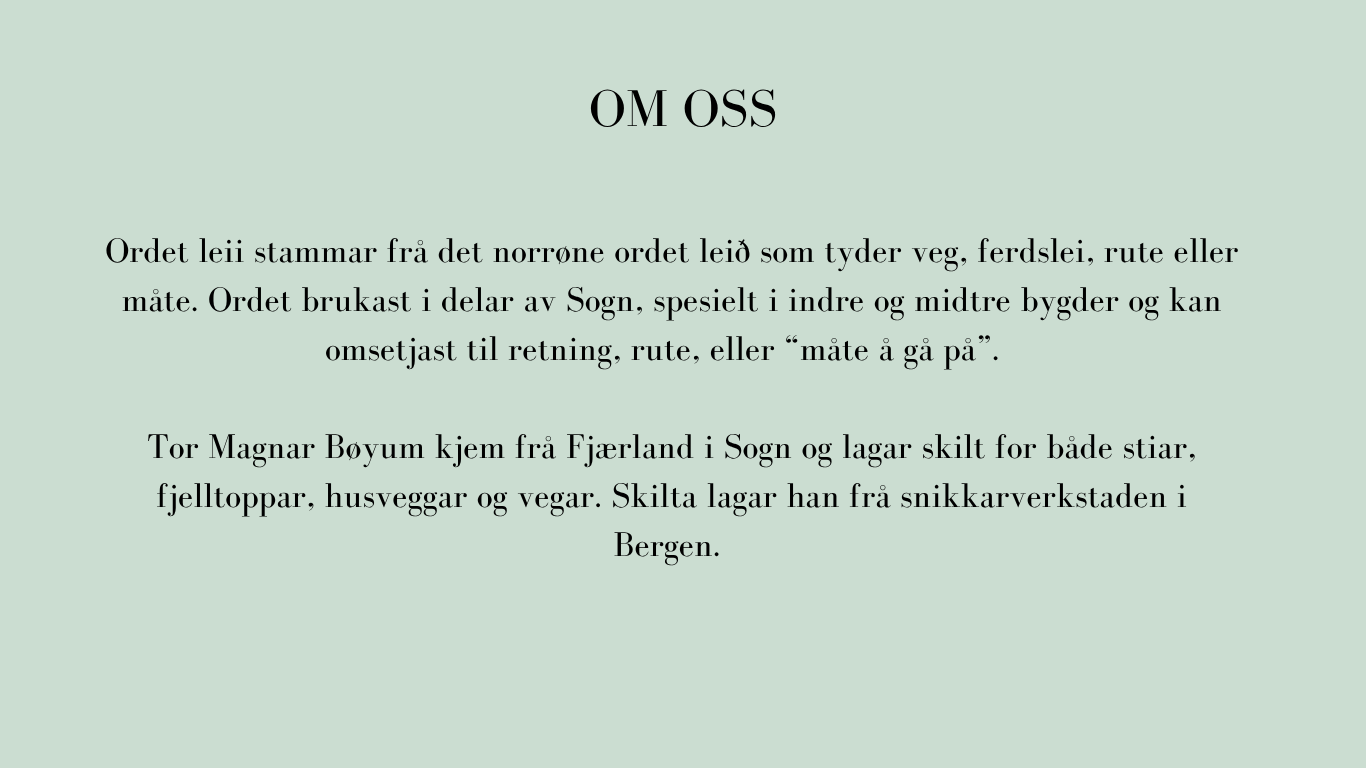 OM OSS
Ordet leii stammar frå det norrøne ordet leið som tyder veg, ferdslei, rute eller
måte. Ordet brukast i delar av Sogn, spesielt i indre og midtre bygder og kan
omsetjast til retning, rute, eller “måte å gå på”.
Tor Magnar Bøyum kjem frå Fjærland i Sogn og lagar skilt for både stiar,
fjelltoppar, husveggar og vegar. Skilta lagar han frå snikkarverkstaden i
Bergen.